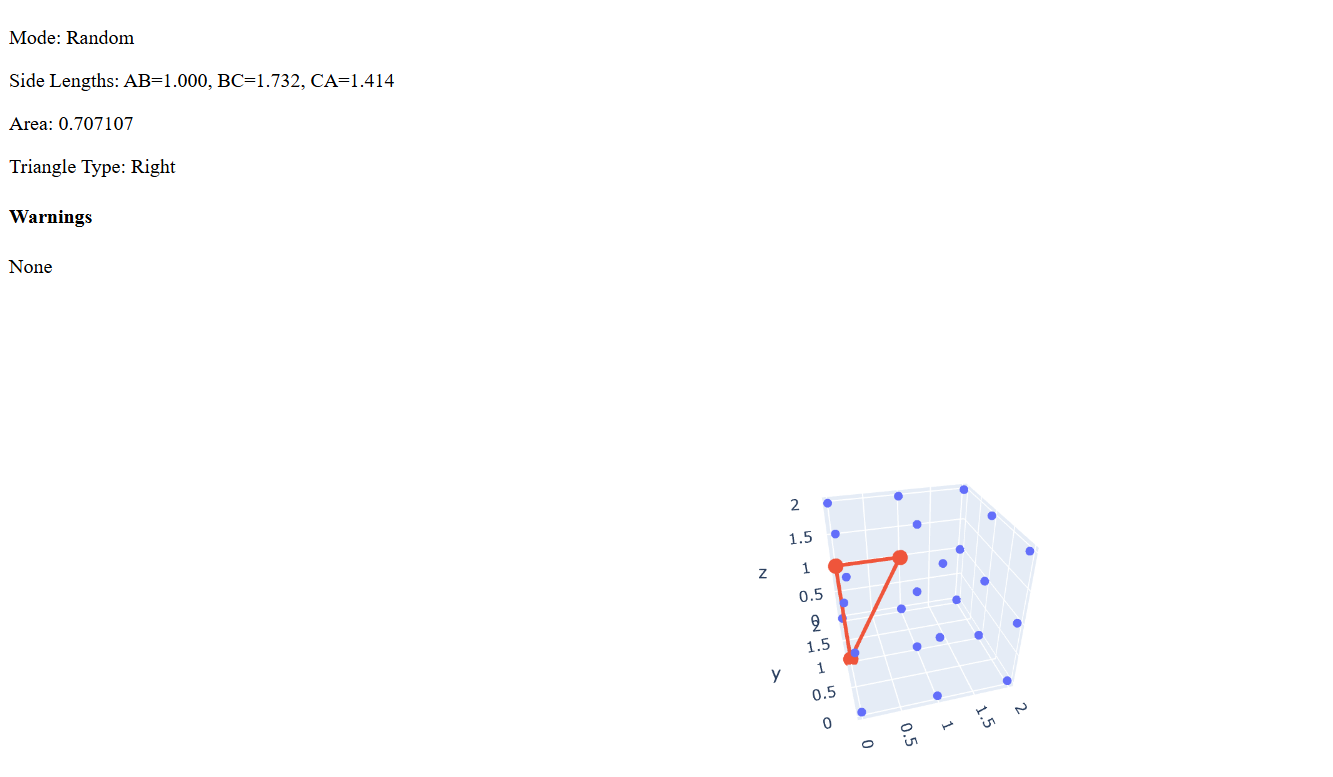 Mode: Random
Side Lengths: AB=1.000, BC=1.732, CA=1.414
Area: 0.707107
Triangle Type: Right
Warnings
None
2
1.5
z
1
0.5
0
2
1.5
y
1
0.5
0
0
0.5
1
1.5
2